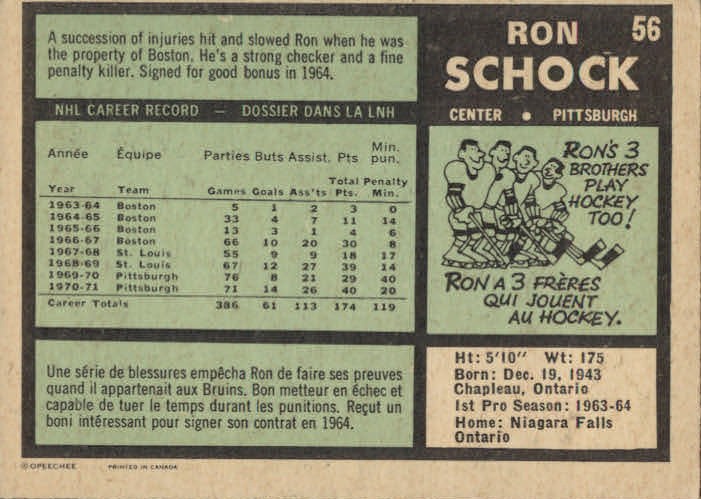 A succession of injuries hit and slowed Ron when he was
the property of Boston. He's a strong checker and a fine
penalty killer. Signed for good bonus in 1964.
RON 56
SCHOCK
CENTER • PITTSBURGH
NHL CAREER RECORD — DOSSIER DANS LA LNH
Année Équipe Parties Buts Assist. Pts Min. pun.
Year Team Games Goals Ass'ts Total Pts. Penalty Min.
1963-64 Boston 5 1 2 3 0
1964-65 Boston 33 4 7 11 14
1965-66 Boston 13 3 1 4 6
1966-67 Boston 66 10 20 30 8
1967-68 St. Louis 55 9 9 18 17
1968-69 St. Louis 67 12 27 39 14
1969-70 Pittsburgh 76 8 21 29 40
1970-71 Pittsburgh 71 14 26 40 20
Career Totals 386 61 113 174 119
RON'S 3
BROTHERS
PLAY
HOCKEY
TOO!
RON A 3 FRÈRES
QUI JOUENT
AU HOCKEY.
Une série de blessures empêcha Ron de faire ses preuves
quand il appartenait aux Bruins. Bon metteur en échec et
capable de tuer le temps durant les punitions. Reçut un
boni intéressant pour signer son contrat en 1964.
Ht: 5'10" Wt: 175
Born: Dec. 19, 1943
Chapleau, Ontario
1st Pro Season: 1963-64
Home: Niagara Falls
Ontario
© OPEECHEE PRINTED IN CANADA